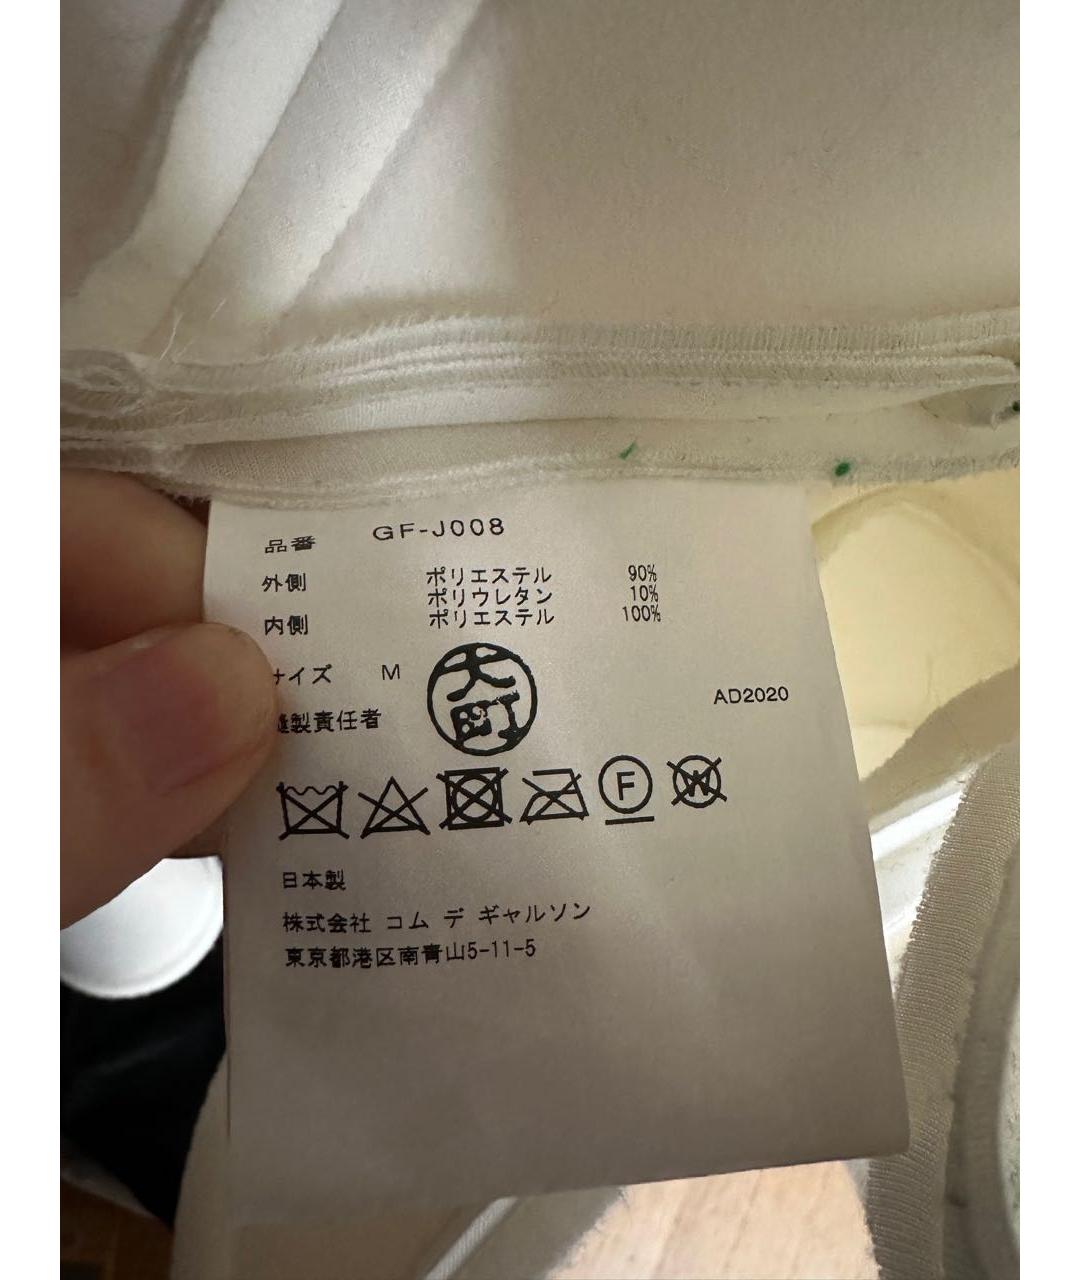 品番 GF-J008
外側 ポリエステル 90%
ポリウレタン 10%
内側 ポリエステル 100%
サイズ M
縫製責任者 大町
AD2020
F
W
日本製
株式会社 コム デ ギャルソン
東京都港区南青山5-11-5